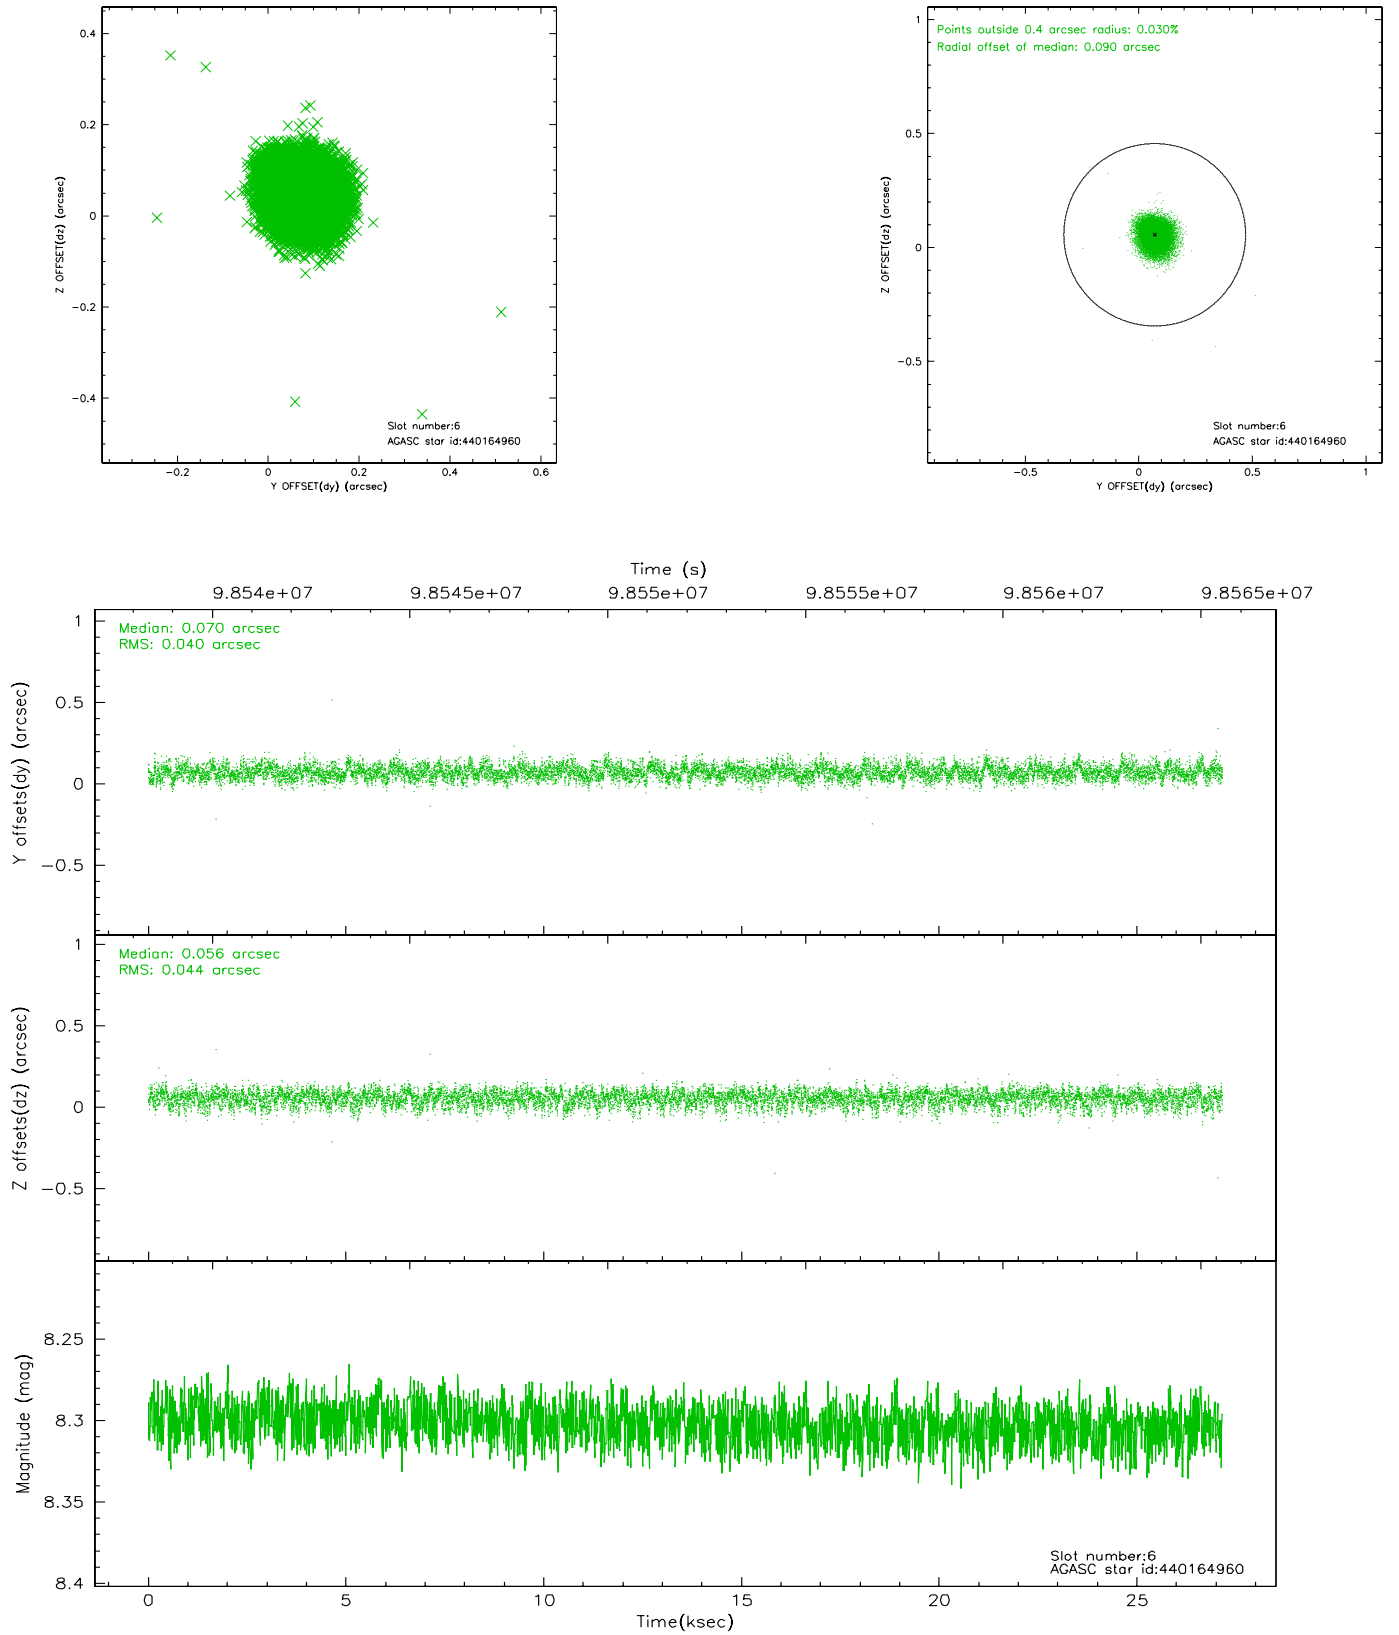 0.4
0.2
0
−0.2
−0.4
Z OFFSET(dz) (arcsec)
Slot number:6
AGASC star id:440164960
−0.2 0 0.2 0.4 0.6
Y OFFSET(dy) (arcsec)
Points outside 0.4 arcsec radius: 0.030%
Radial offset of median: 0.090 arcsec
1
0.5
0
−0.5
Z OFFSET(dz) (arcsec)
Slot number:6
AGASC star id:440164960
−0.5 0 0.5 1
Y OFFSET(dy) (arcsec)
Time (s)
9.854e+07 9.8545e+07 9.855e+07 9.8555e+07 9.856e+07 9.8565e+07
Median: 0.070 arcsec
RMS: 0.040 arcsec
1
0.5
0
−0.5
Y offsets(dy) (arcsec)
Median: 0.056 arcsec
RMS: 0.044 arcsec
1
0.5
0
−0.5
Z offsets(dz) (arcsec)
8.25
8.3
8.35
8.4
Magnitude (mag)
Slot number:6
AGASC star id:440164960
0 5 10 15 20 25
Time(ksec)